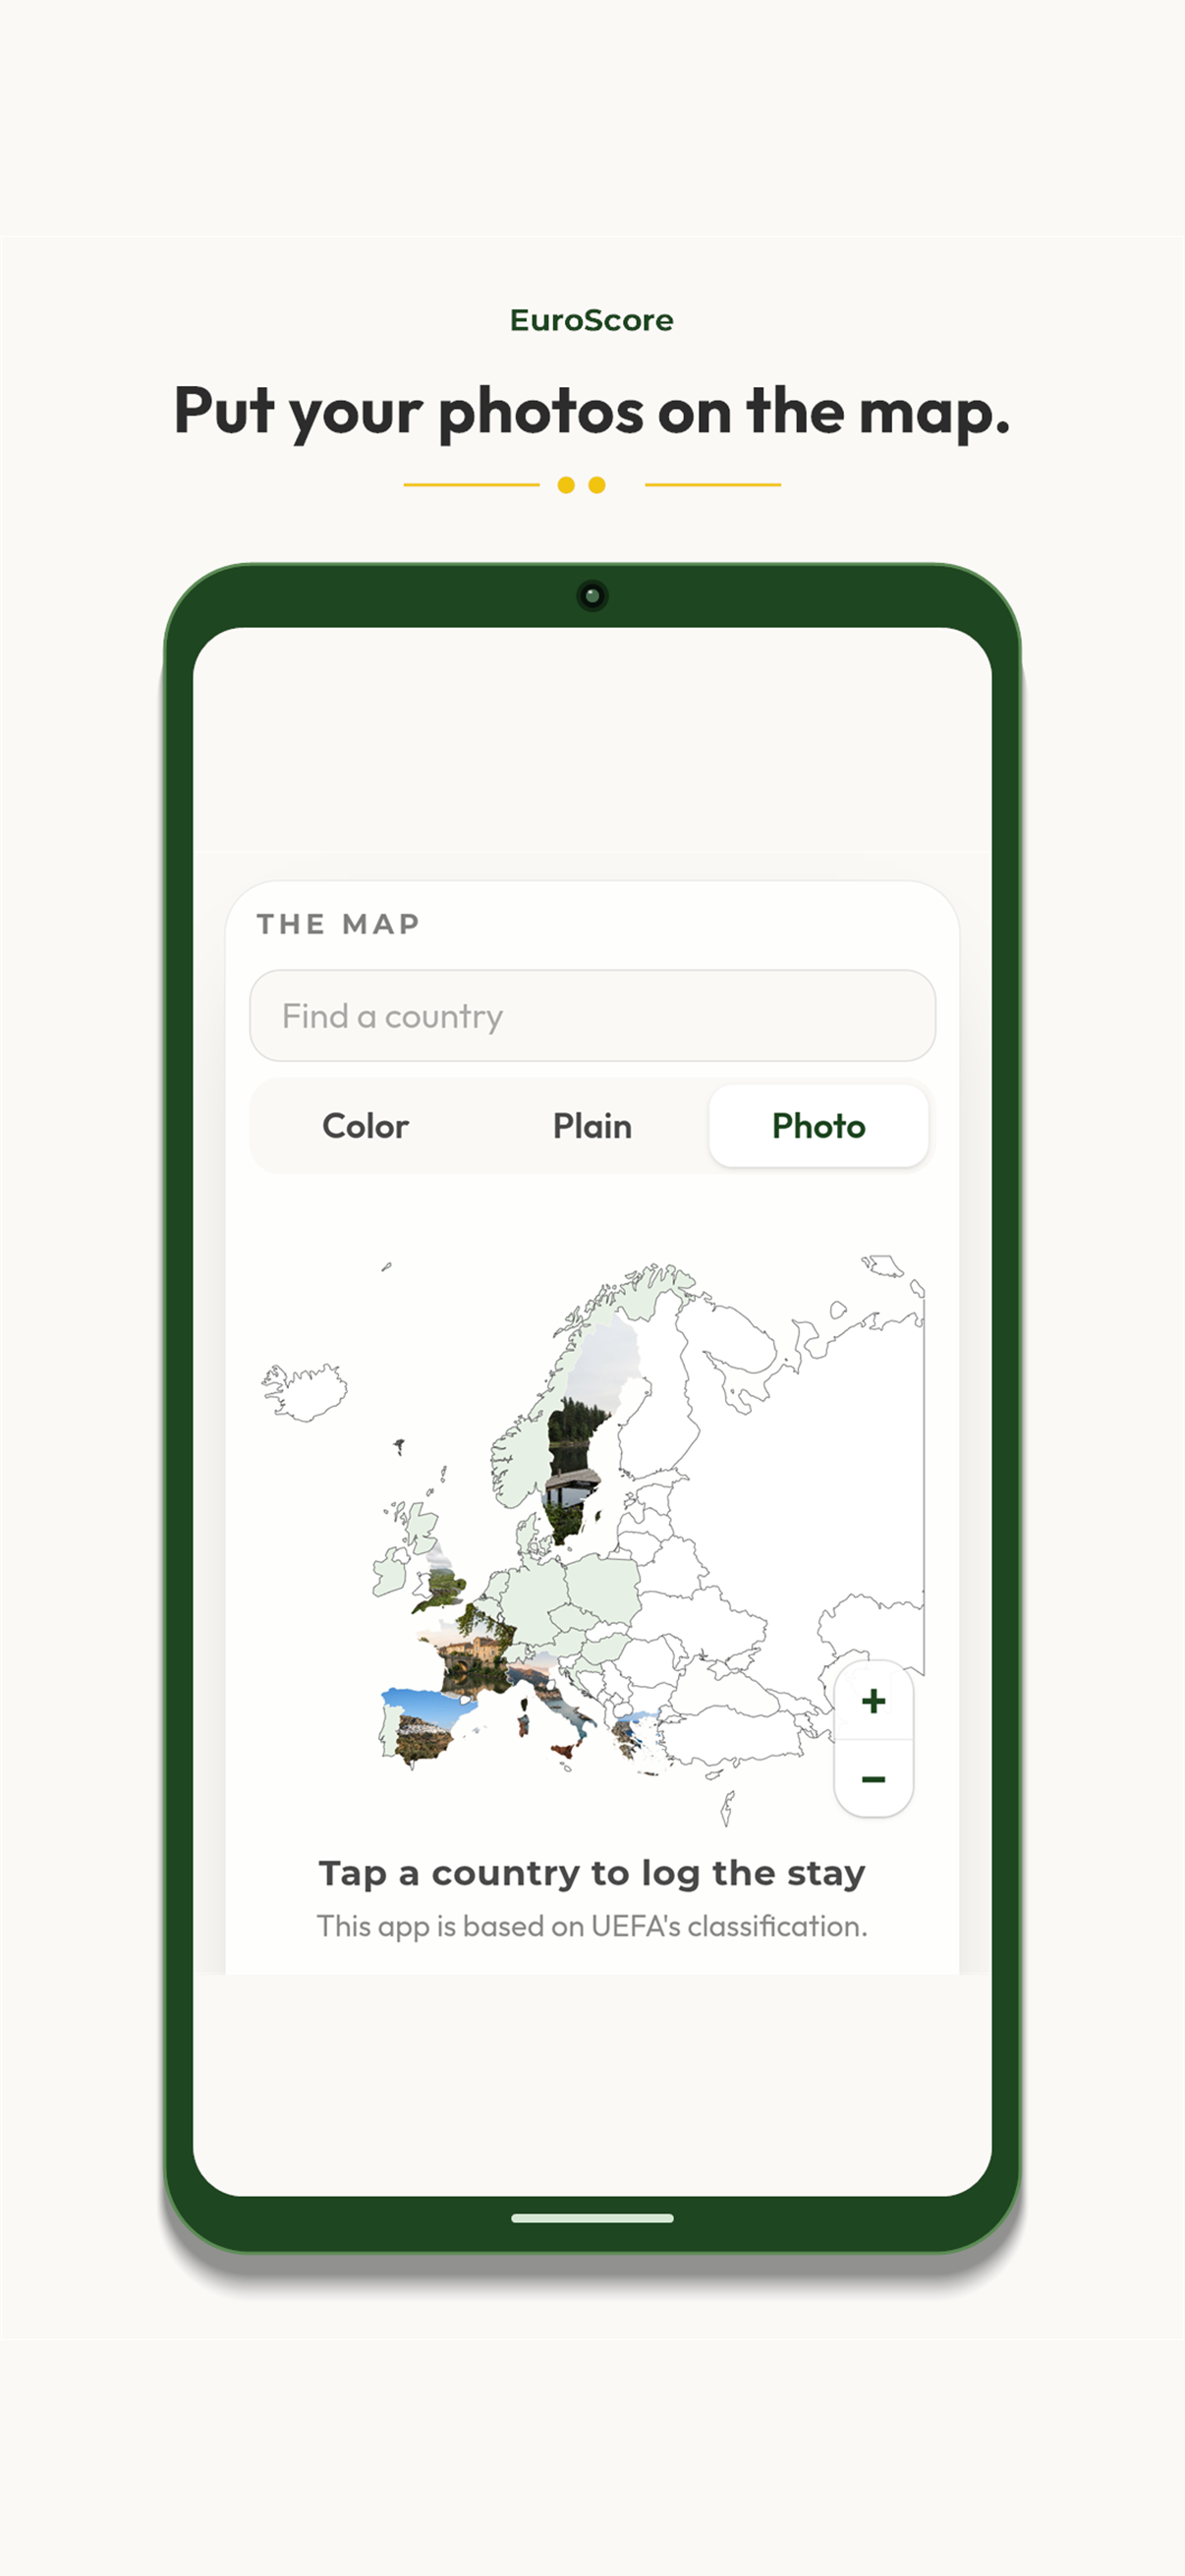 EuroScore
Put your photos on the map.
THE MAP
Find a country
Color Plain Photo
+
−
Tap a country to log the stay
This app is based on UEFA's classification.